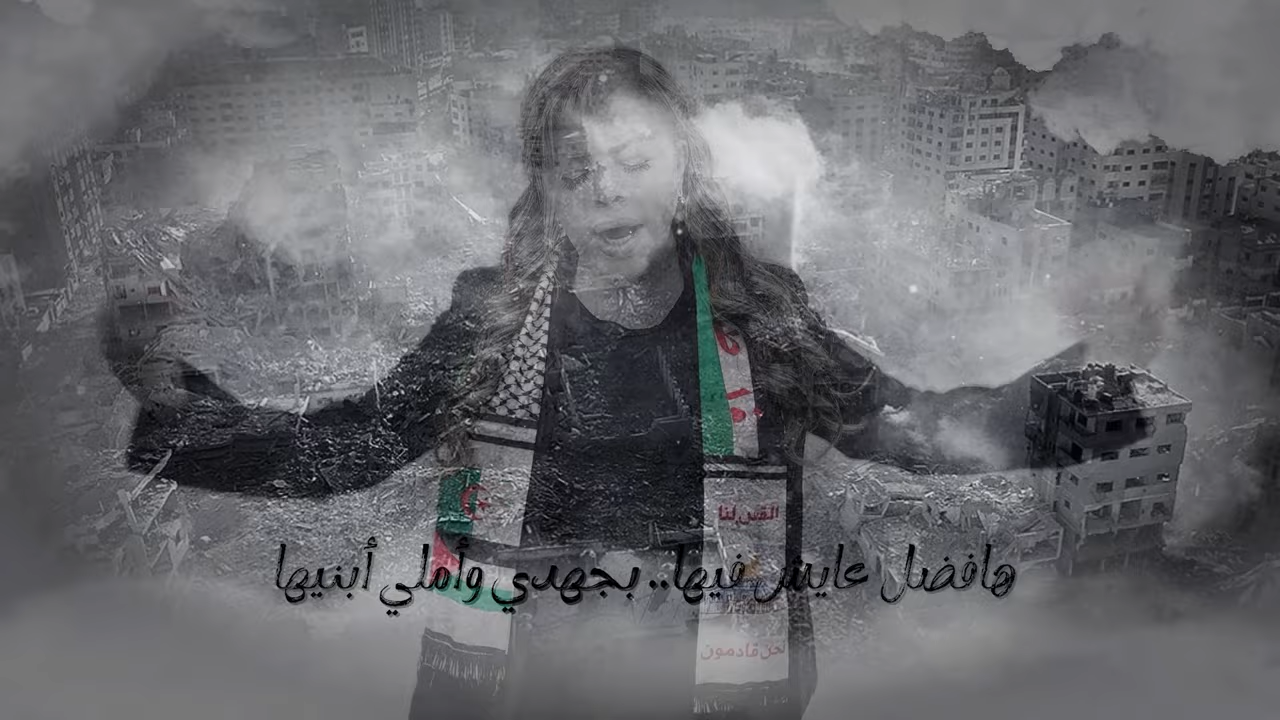 القدس لنا
هافضل عايش فيها.. بجهدي وأملي أبنيها
نحن قادمون